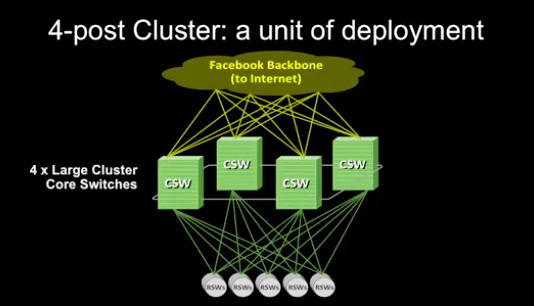 4-post Cluster: a unit of deployment
Facebook Backbone
(to Internet)
4 x Large Cluster
Core Switches
CSW
CSW
CSW
CSW
RSWs
RSWs
RSWs
RSWs
RSWs